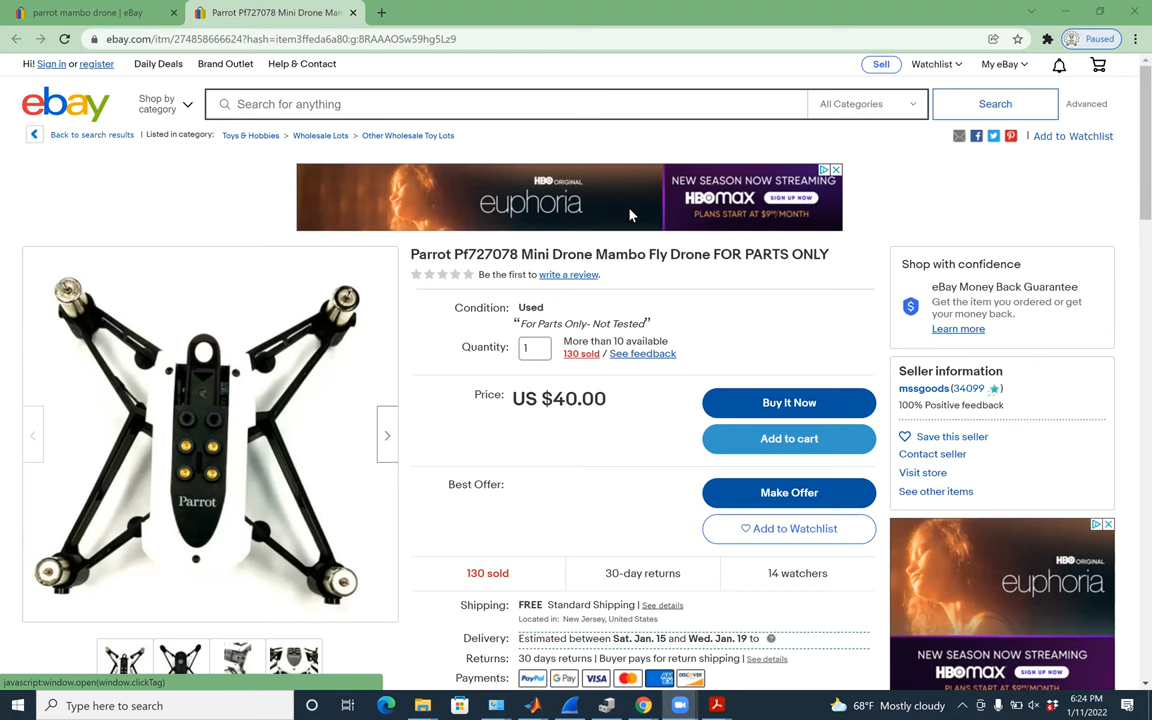 parrot mambo drone | eBay
Parrot Pf727078 Mini Drone Mam
ebay.com/itm/274858666624?hash=item3ffeda6a80:g:8RAAAOSw59hg5Lz9
Paused
Hi! Sign in or register
Daily Deals
Brand Outlet
Help & Contact
Sell
Watchlist
My eBay
ebay
Shop by category
Search for anything
All Categories
Search
Advanced
Back to search results
Listed in category:
Toys & Hobbies > Wholesale Lots > Other Wholesale Toy Lots
Add to Watchlist
HBO ORIGINAL
euphoria
NEW SEASON NOW STREAMING
HBOMAX SIGN UP NOW
PLANS START AT $9.99/MONTH
Parrot Pf727078 Mini Drone Mambo Fly Drone FOR PARTS ONLY
Be the first to write a review.
Condition: Used
"For Parts Only- Not Tested"
Quantity: 1
More than 10 available
130 sold / See feedback
Price: US $40.00
Buy It Now
Add to cart
Best Offer:
Make Offer
Add to Watchlist
130 sold
30-day returns
14 watchers
Shipping: FREE Standard Shipping | See details
Located in: New Jersey, United States
Delivery: Estimated between Sat. Jan. 15 and Wed. Jan. 19 to
Returns: 30 days returns | Buyer pays for return shipping | See details
Payments: PayPal G Pay VISA DISCOVER
Parrot
Shop with confidence
eBay Money Back Guarantee
Get the item you ordered or get
your money back.
Learn more
Seller information
mssgoods (34099)
100% Positive feedback
Save this seller
Contact seller
Visit store
See other items
HBO ORIGINAL
euphoria
NEW SEASON NOW STREAMING
HBOMAX SIGN UP NOW
javascript:window.open(window.clickTag)
Type here to search
68°F Mostly cloudy
6:24 PM
1/11/2022